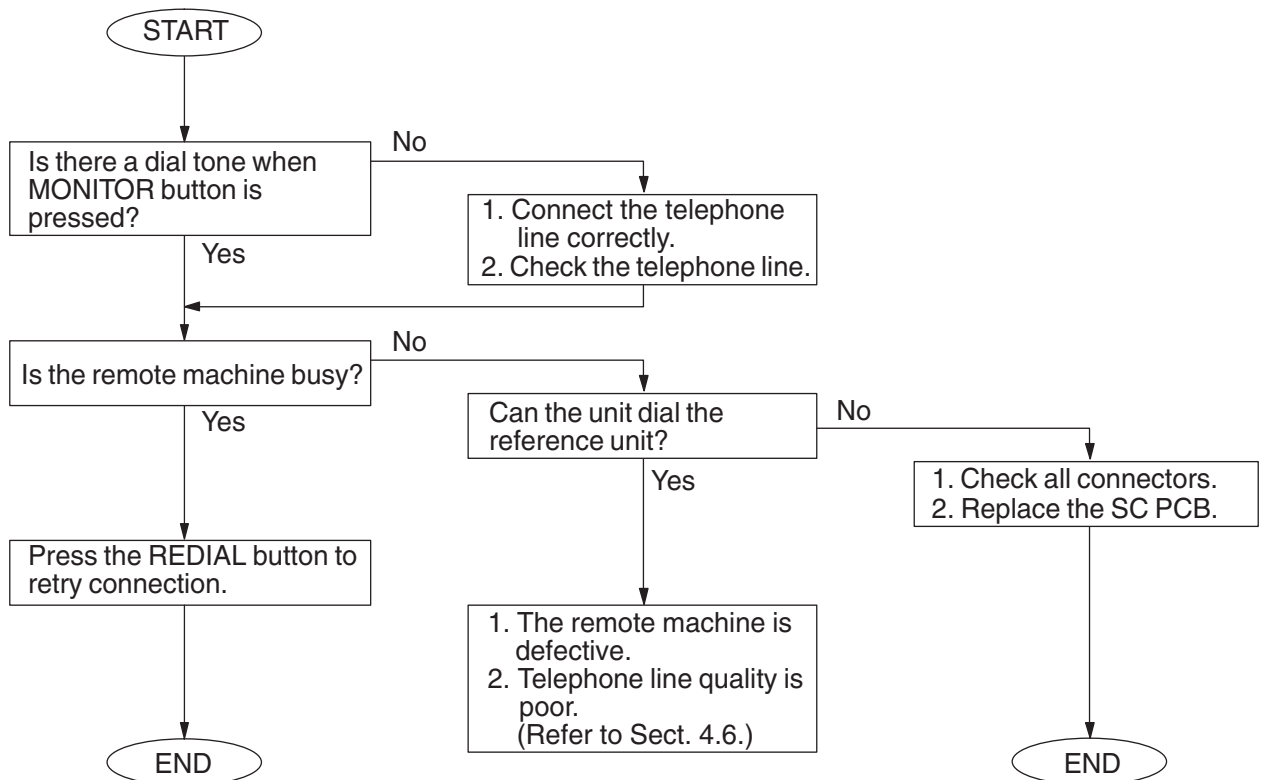 START
Is there a dial tone when
MONITOR button is
pressed?
No
Yes
1. Connect the telephone
line correctly.
2. Check the telephone line.
Is the remote machine busy?
No
Yes
Can the unit dial the
reference unit?
No
Yes
1. Check all connectors.
2. Replace the SC PCB.
Press the REDIAL button to
retry connection.
1. The remote machine is
defective.
2. Telephone line quality is
poor.
(Refer to Sect. 4.6.)
END
END